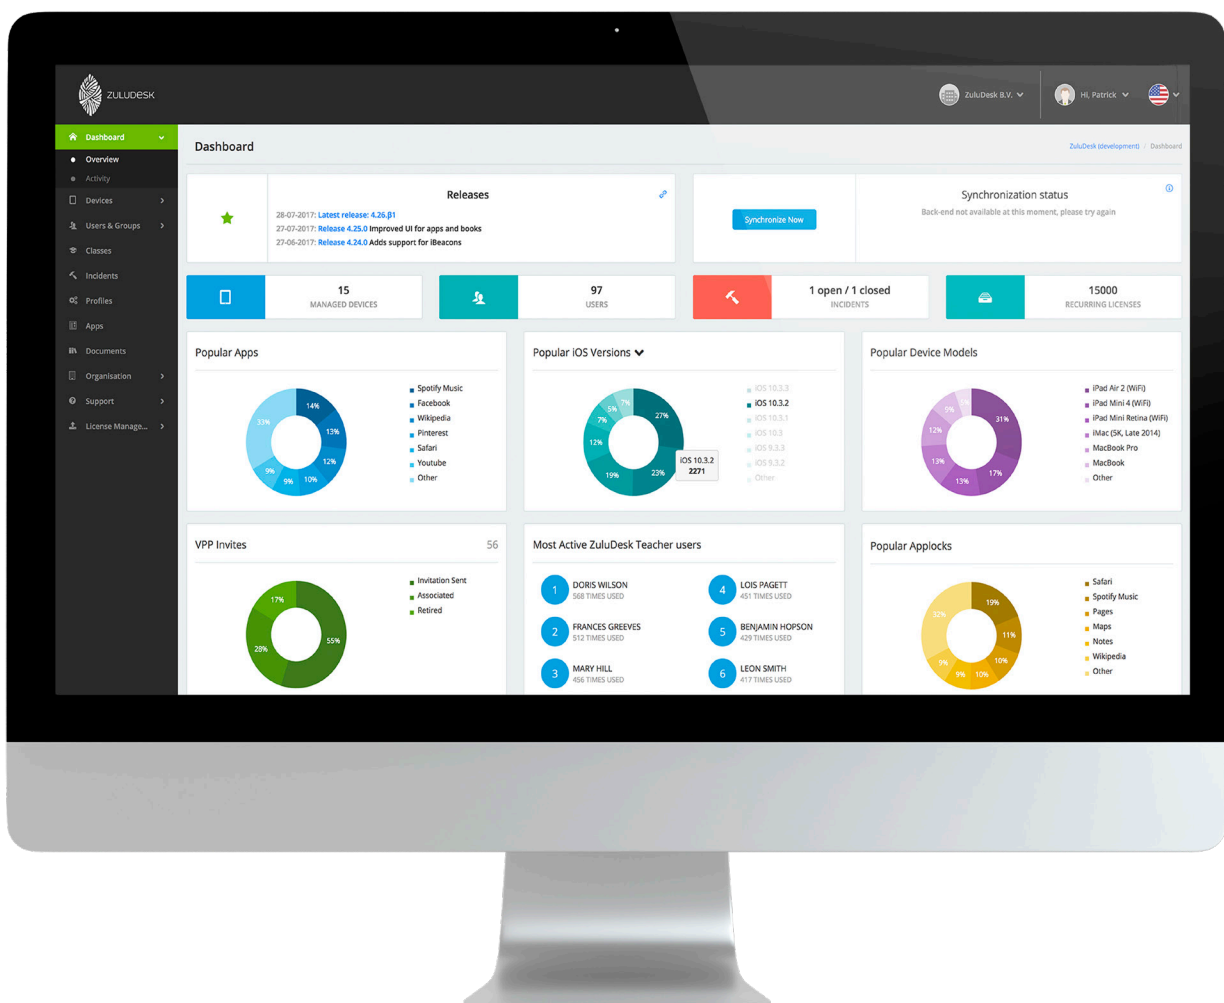 ZULUDESK
ZuluDesk B.V.
Hi, Patrick
Dashboard
Overview
Activity
Devices
Users & Groups
Classes
Incidents
Profiles
Apps
Documents
Organisation
Support
License Manage...
Dashboard
ZuluDesk (development) / Dashboard
Releases
28-07-2017: Latest release: 4.26.β1
27-07-2017: Release 4.25.0 Improved UI for apps and books
27-06-2017: Release 4.24.0 Adds support for iBeacons
Synchronize Now
Synchronization status
Back-end not available at this moment, please try again
15
MANAGED DEVICES
97
USERS
1 open / 1 closed
INCIDENTS
15000
RECURRING LICENSES
Popular Apps
14%
13%
12%
10%
9%
9%
33%
Spotify Music
Facebook
Wikipedia
Pinterest
Safari
Youtube
Other
Popular iOS Versions
27%
23%
19%
12%
7%
5%
7%
iOS 10.3.2
2271
iOS 10.3.3
iOS 10.3.2
iOS 10.3.1
iOS 10.3
iOS 9.3.3
iOS 9.3.2
Other
Popular Device Models
31%
17%
13%
13%
12%
9%
iPad Air 2 (WiFi)
iPad Mini 4 (WiFi)
iPad Mini Retina (WiFi)
iMac (5K, Late 2014)
MacBook Pro
MacBook
Other
VPP Invites
56
55%
28%
17%
Invitation Sent
Associated
Retired
Most Active ZuluDesk Teacher users
1
DORIS WILSON
568 TIMES USED
2
FRANCES GREEVES
512 TIMES USED
3
MARY HILL
456 TIMES USED
4
LOIS PAGETT
451 TIMES USED
5
BENJAMIN HOPSON
429 TIMES USED
6
LEON SMITH
417 TIMES USED
Popular Applocks
19%
11%
10%
10%
9%
9%
32%
Safari
Spotify Music
Pages
Maps
Notes
Wikipedia
Other